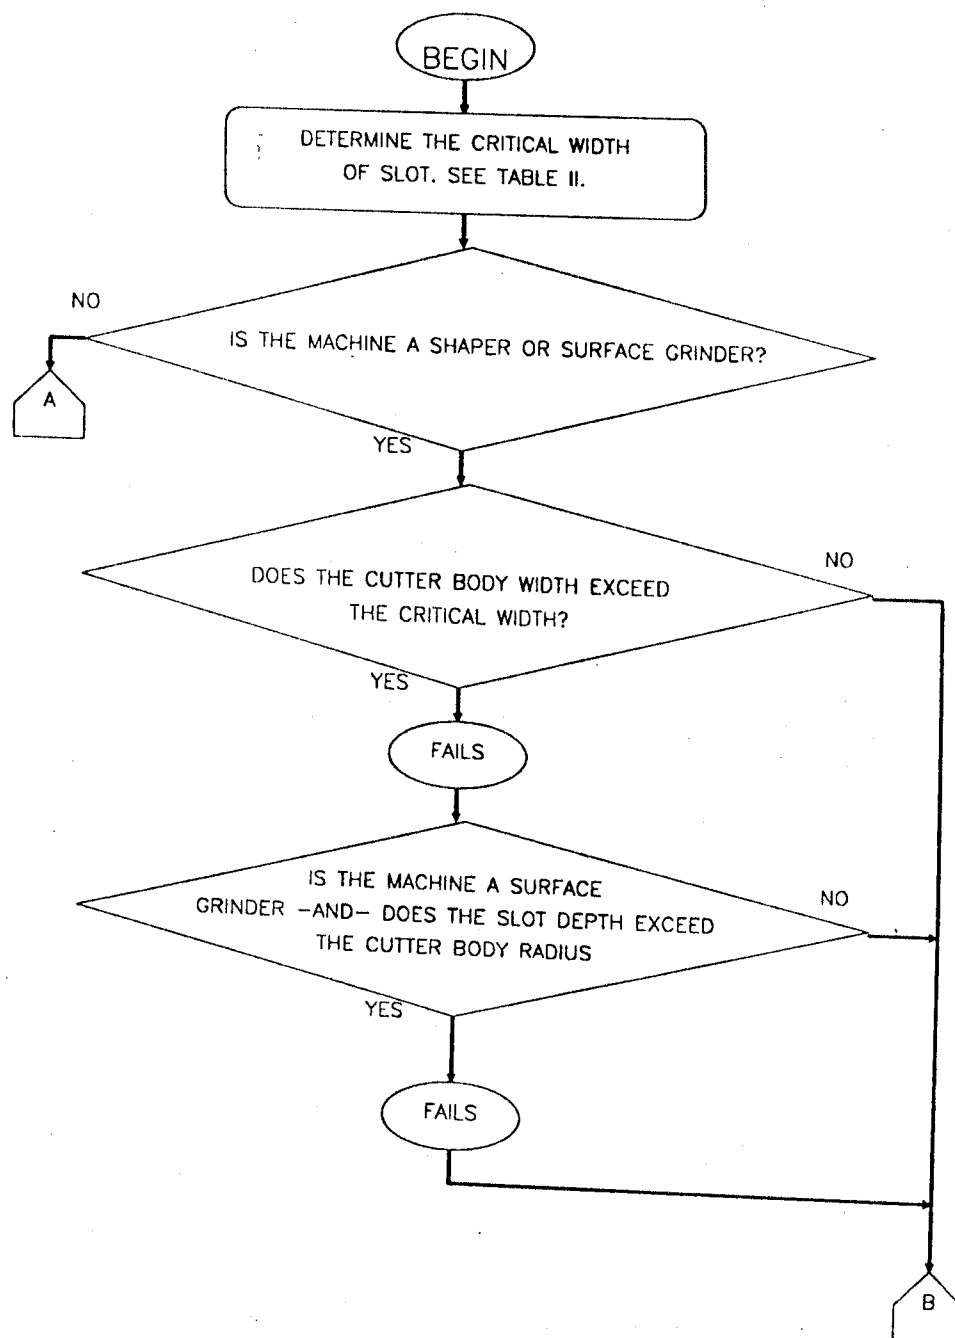 BEGIN
DETERMINE THE CRITICAL WIDTH
OF SLOT. SEE TABLE II.
NO
IS THE MACHINE A SHAPER OR SURFACE GRINDER?
A
YES
NO
DOES THE CUTTER BODY WIDTH EXCEED
THE CRITICAL WIDTH?
YES
FAILS
IS THE MACHINE A SURFACE
GRINDER -AND- DOES THE SLOT DEPTH EXCEED
THE CUTTER BODY RADIUS
NO
YES
FAILS
B